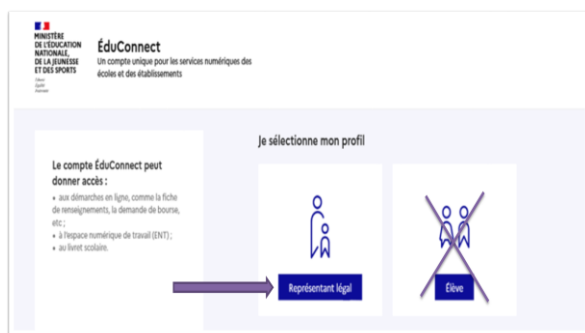 MINISTÈRE
DE L'ÉDUCATION
NATIONALE,
DE LA JEUNESSE
ET DES SPORTS
Liberté
Égalité
Fraternité
ÉduConnect
Un compte unique pour les services numériques des
écoles et des établissements
Je sélectionne mon profil
Le compte ÉduConnect peut
donner accès :
• aux démarches en ligne, comme la fiche
de renseignements, la demande de bourse,
etc ;
• à l'espace numérique de travail (ENT) ;
• au livret scolaire.
Représentant légal
Élève